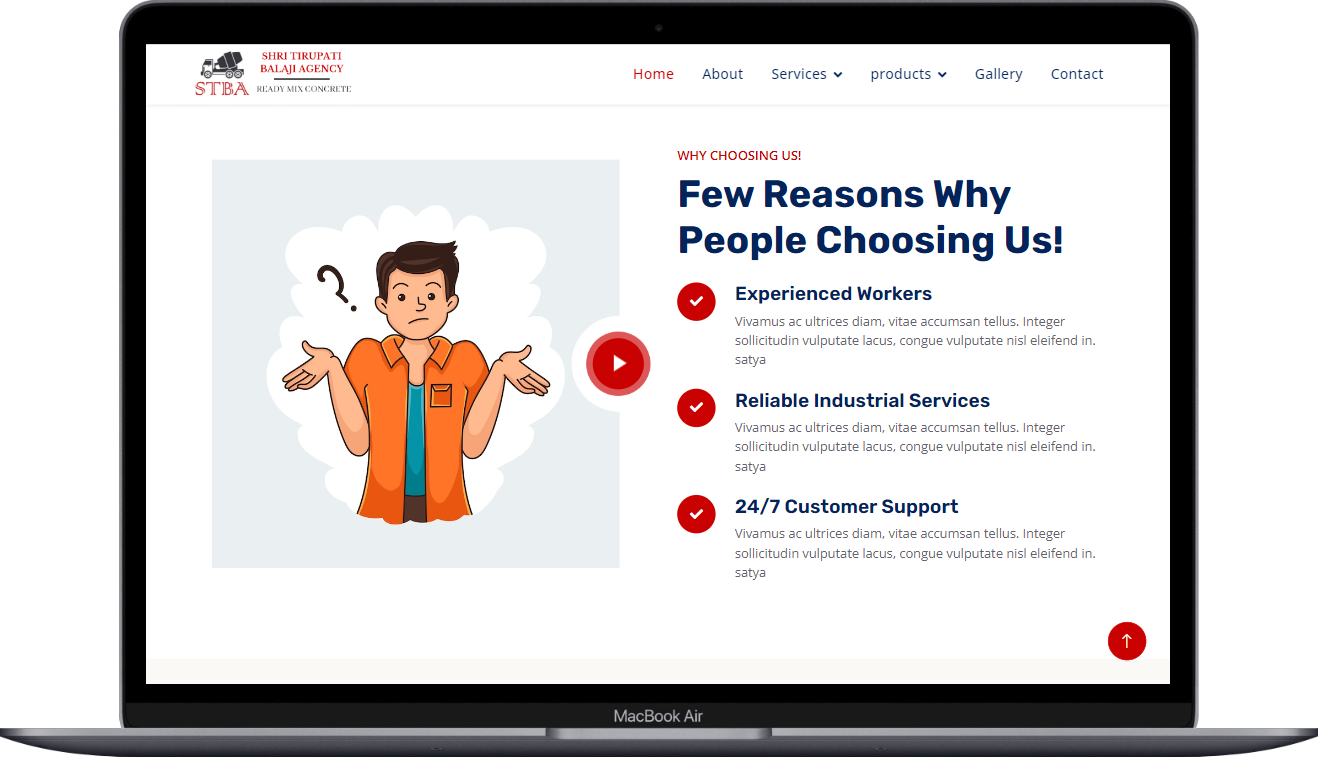 SHRI TIRUPATI
BALAJI AGENCY
STBA
READY MIX CONCRETE
Home About Services products Gallery Contact
WHY CHOOSING US!
Few Reasons Why
People Choosing Us!
Experienced Workers
Vivamus ac ultrices diam, vitae accumsan tellus. Integer
sollicitudin vulputate lacus, congue vulputate nisl eleifend in.
satya
Reliable Industrial Services
Vivamus ac ultrices diam, vitae accumsan tellus. Integer
sollicitudin vulputate lacus, congue vulputate nisl eleifend in.
satya
24/7 Customer Support
Vivamus ac ultrices diam, vitae accumsan tellus. Integer
sollicitudin vulputate lacus, congue vulputate nisl eleifend in.
satya
?
MacBook Air